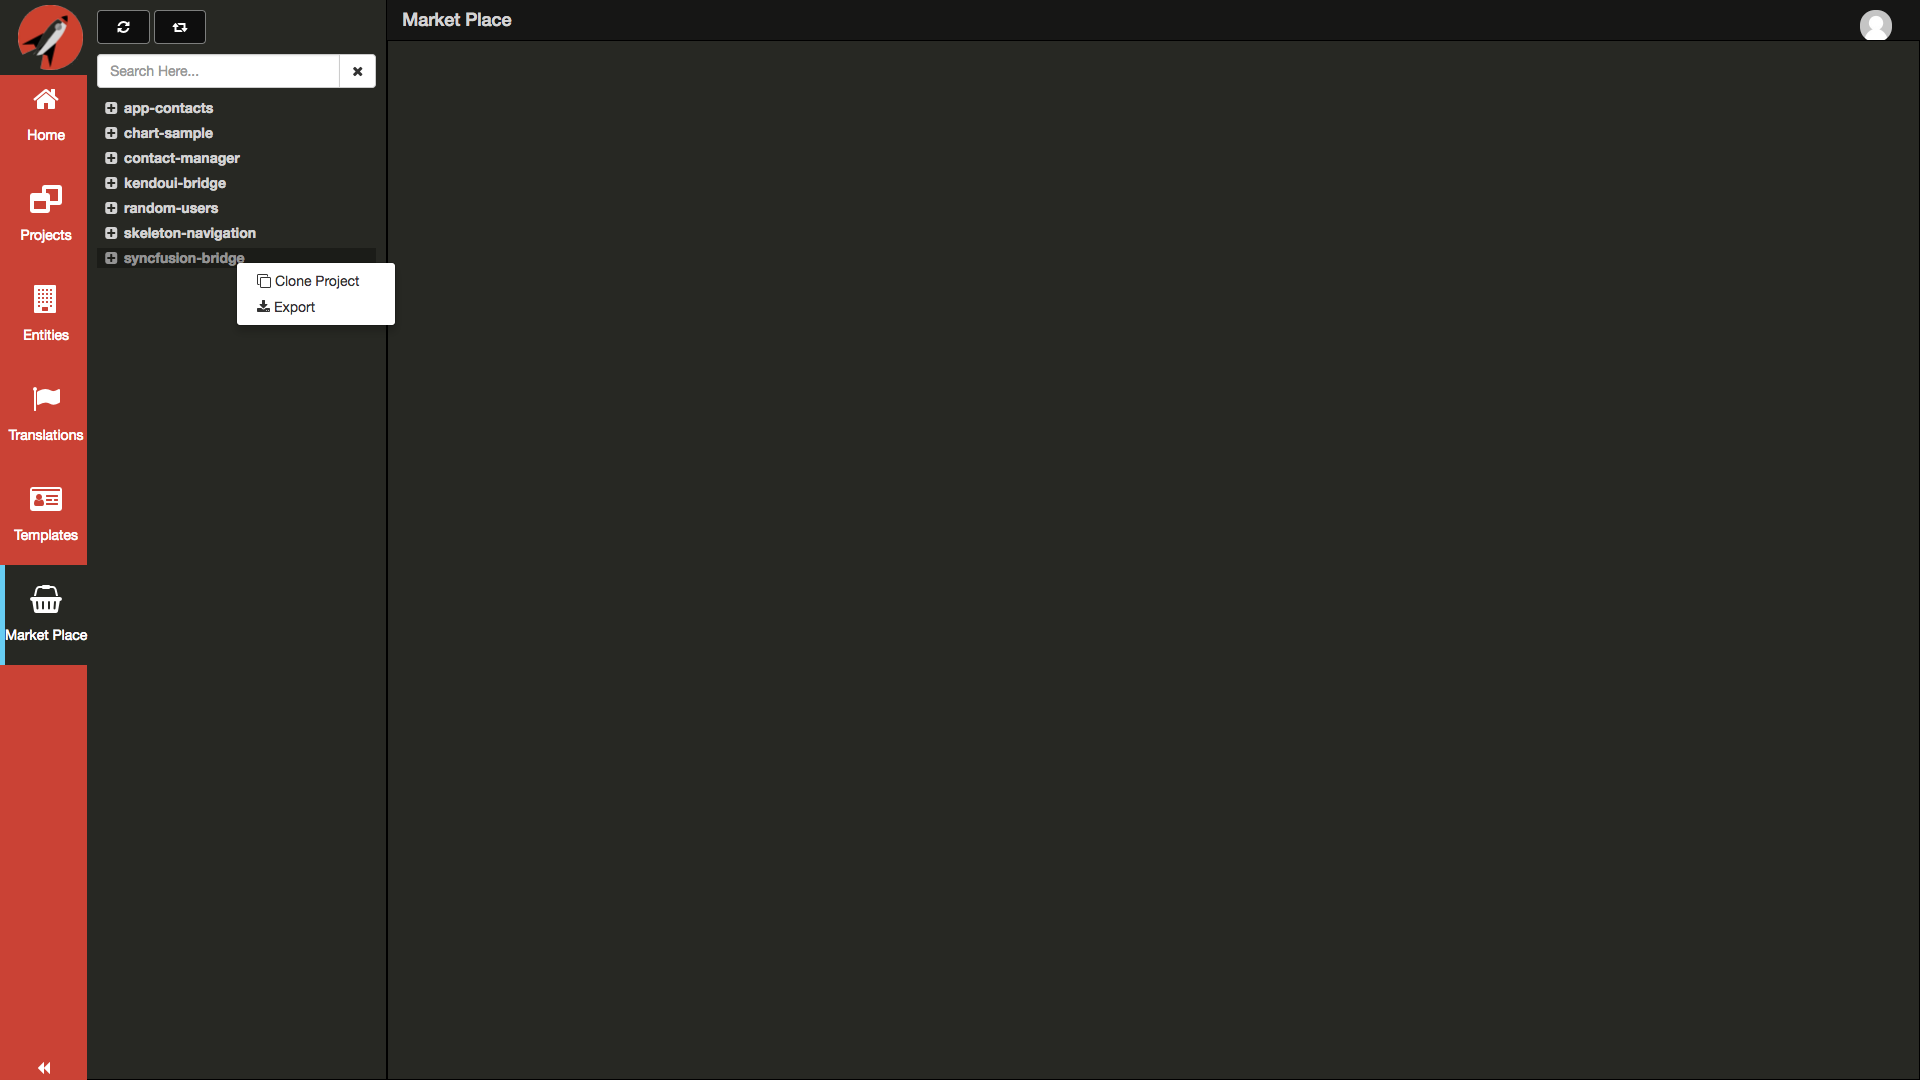 Market Place
Search Here...
app-contacts
chart-sample
contact-manager
kendoui-bridge
random-users
skeleton-navigation
syncfusion-bridge
Clone Project
Export
Home
Projects
Entities
Translations
Templates
Market Place